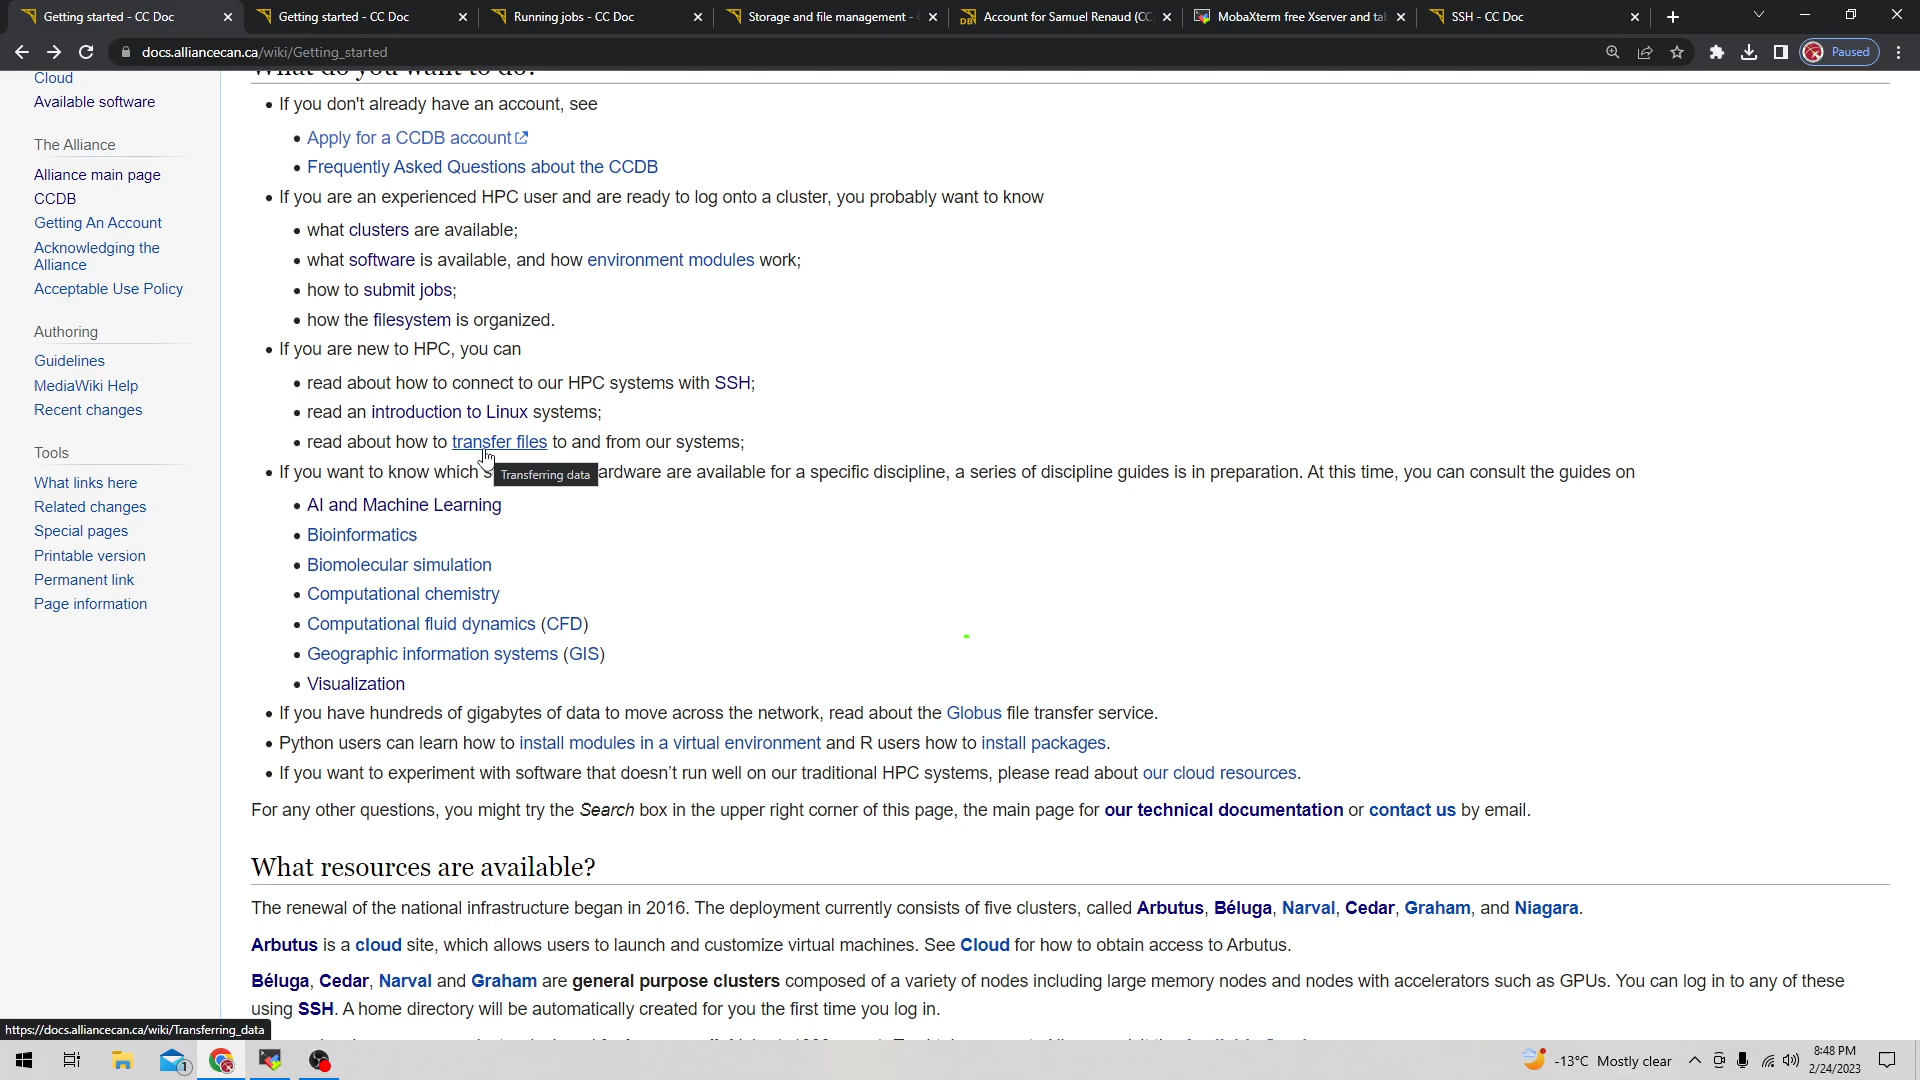 Getting started - CC Doc
Getting started - CC Doc
Running jobs - CC Doc
Storage and file management -
Account for Samuel Renaud (CC
MobaXterm free Xserver and ta
SSH - CC Doc
docs.alliancecan.ca/wiki/Getting_started
Paused
Cloud
Available software
The Alliance
Alliance main page
CCDB
Getting An Account
Acknowledging the
Alliance
Acceptable Use Policy
Authoring
Guidelines
MediaWiki Help
Recent changes
Tools
What links here
Related changes
Special pages
Printable version
Permanent link
Page information
What do you want to do?
If you don't already have an account, see
Apply for a CCDB account
Frequently Asked Questions about the CCDB
If you are an experienced HPC user and are ready to log onto a cluster, you probably want to know
what clusters are available;
what software is available, and how environment modules work;
how to submit jobs;
how the filesystem is organized.
If you are new to HPC, you can
read about how to connect to our HPC systems with SSH;
read an introduction to Linux systems;
read about how to transfer files to and from our systems;
If you want to know which s ardware are available for a specific discipline, a series of discipline guides is in preparation. At this time, you can consult the guides on
Transferring data
AI and Machine Learning
Bioinformatics
Biomolecular simulation
Computational chemistry
Computational fluid dynamics (CFD)
Geographic information systems (GIS)
Visualization
If you have hundreds of gigabytes of data to move across the network, read about the Globus file transfer service.
Python users can learn how to install modules in a virtual environment and R users how to install packages.
If you want to experiment with software that doesn't run well on our traditional HPC systems, please read about our cloud resources.
For any other questions, you might try the Search box in the upper right corner of this page, the main page for our technical documentation or contact us by email.
What resources are available?
The renewal of the national infrastructure began in 2016. The deployment currently consists of five clusters, called Arbutus, Béluga, Narval, Cedar, Graham, and Niagara.
Arbutus is a cloud site, which allows users to launch and customize virtual machines. See Cloud for how to obtain access to Arbutus.
Béluga, Cedar, Narval and Graham are general purpose clusters composed of a variety of nodes including large memory nodes and nodes with accelerators such as GPUs. You can log in to any of these
using SSH. A home directory will be automatically created for you the first time you log in.
https://docs.alliancecan.ca/wiki/Transferring_data
1
-13°C Mostly clear
8:48 PM
2/24/2023